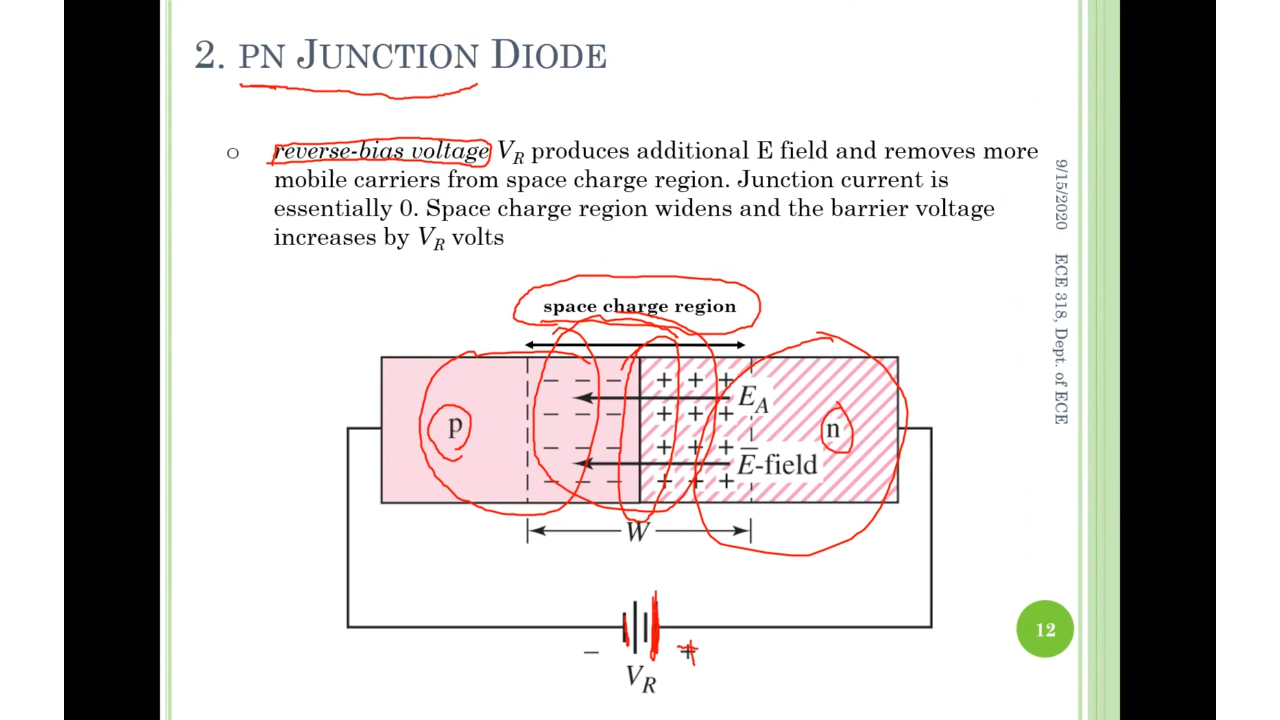 2. PN JUNCTION DIODE
○ reverse-bias voltage V_R produces additional E field and removes more
mobile carriers from space charge region. Junction current is
essentially 0. Space charge region widens and the barrier voltage
increases by V_R volts
9/15/2020 ECE 318, Dept. of ECE
space charge region
− − − + + +
E_A
− − − + + +
p
n
− − − + + +
E-field
− − − + + +
W
− +
V_R
12